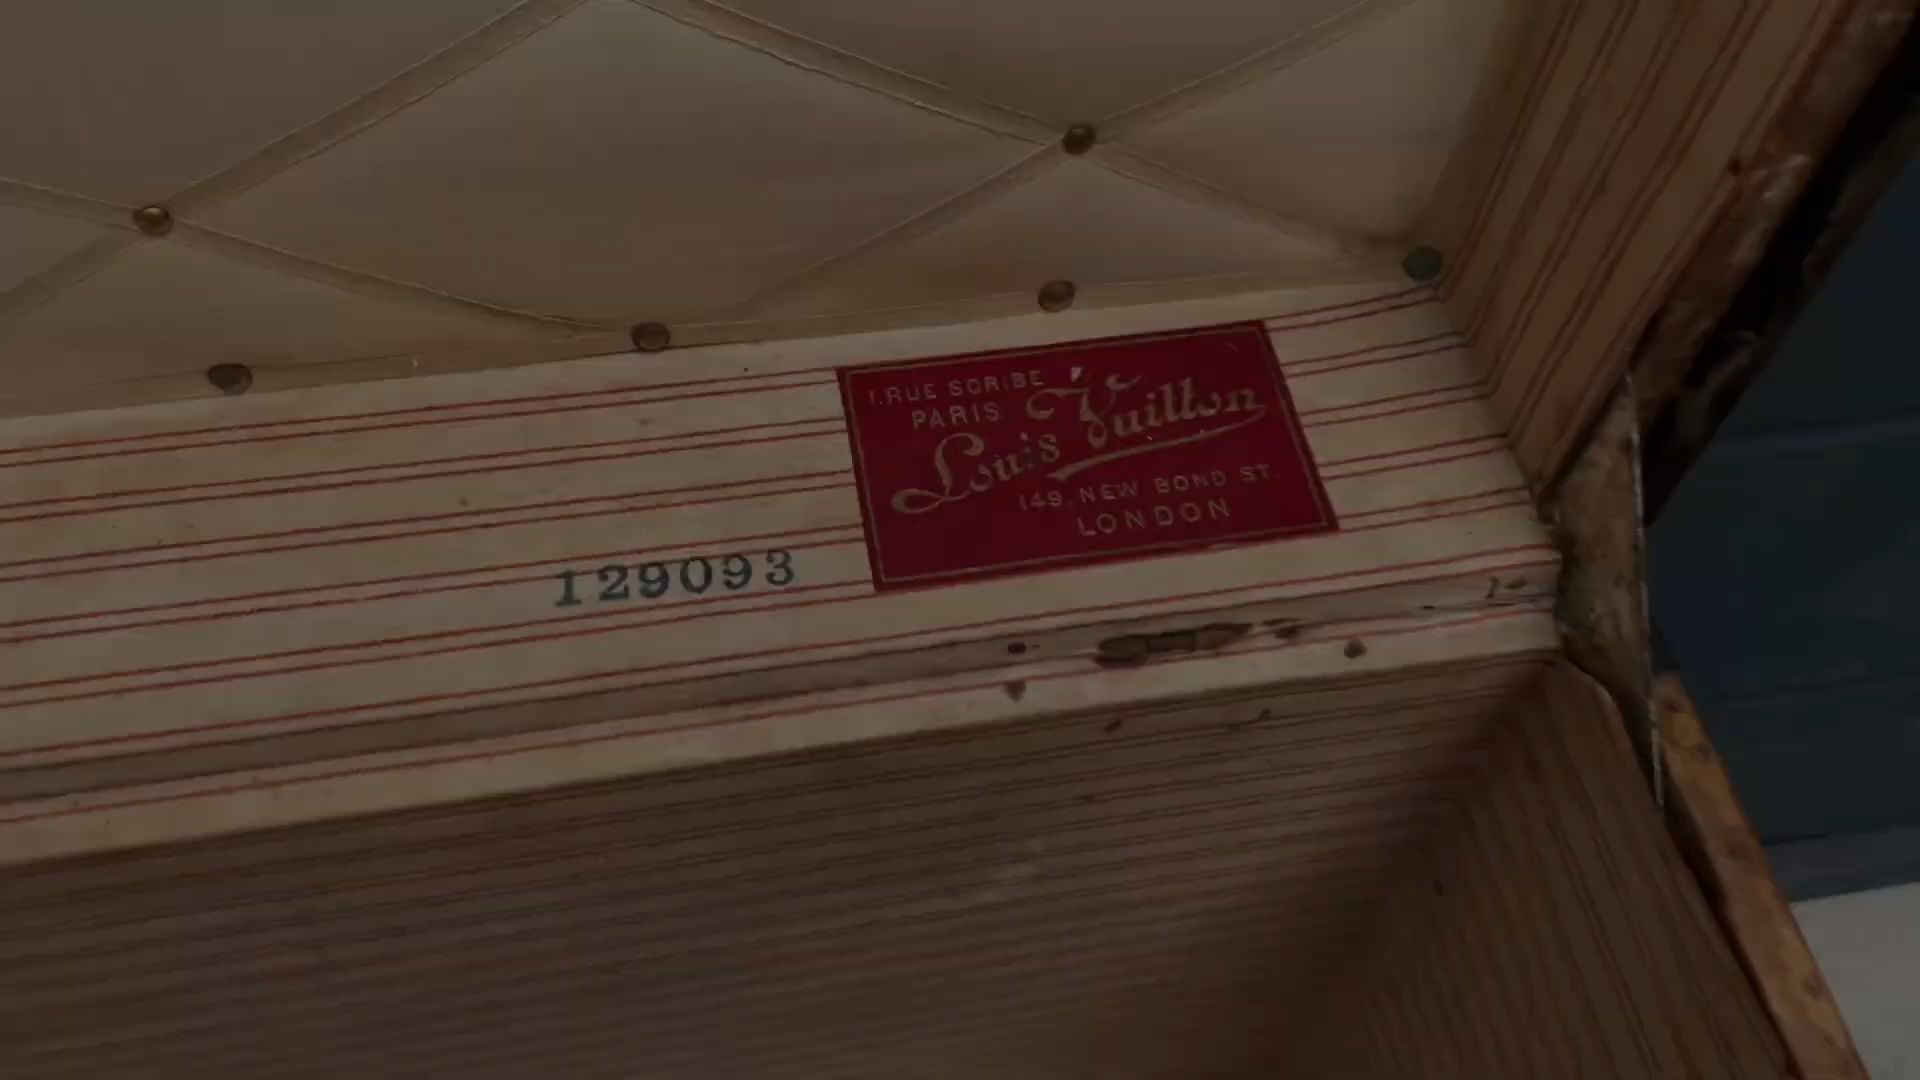 1. RUE SCRIBE
PARIS
Louis Vuitton
149, NEW BOND ST.
LONDON
129093